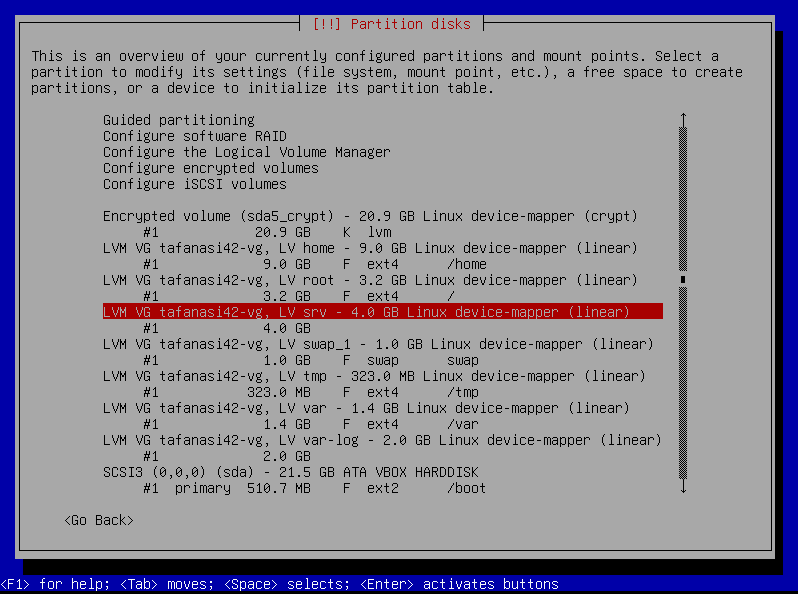 [!!] Partition disks
This is an overview of your currently configured partitions and mount points. Select a
partition to modify its settings (file system, mount point, etc.), a free space to create
partitions, or a device to initialize its partition table.
Guided partitioning
Configure software RAID
Configure the Logical Volume Manager
Configure encrypted volumes
Configure iSCSI volumes
Encrypted volume (sda5_crypt) - 20.9 GB Linux device-mapper (crypt)
#1 20.9 GB K lvm
LVM VG tafanasi42-vg, LV home - 9.0 GB Linux device-mapper (linear)
#1 9.0 GB F ext4 /home
LVM VG tafanasi42-vg, LV root - 3.2 GB Linux device-mapper (linear)
#1 3.2 GB F ext4 /
LVM VG tafanasi42-vg, LV srv - 4.0 GB Linux device-mapper (linear)
#1 4.0 GB
LVM VG tafanasi42-vg, LV swap_1 - 1.0 GB Linux device-mapper (linear)
#1 1.0 GB F swap swap
LVM VG tafanasi42-vg, LV tmp - 323.0 MB Linux device-mapper (linear)
#1 323.0 MB F ext4 /tmp
LVM VG tafanasi42-vg, LV var - 1.4 GB Linux device-mapper (linear)
#1 1.4 GB F ext4 /var
LVM VG tafanasi42-vg, LV var-log - 2.0 GB Linux device-mapper (linear)
#1 2.0 GB
SCSI3 (0,0,0) (sda) - 21.5 GB ATA VBOX HARDDISK
#1 primary 510.7 MB F ext2 /boot
<Go Back>
<F1> for help; <Tab> moves; <Space> selects; <Enter> activates buttons